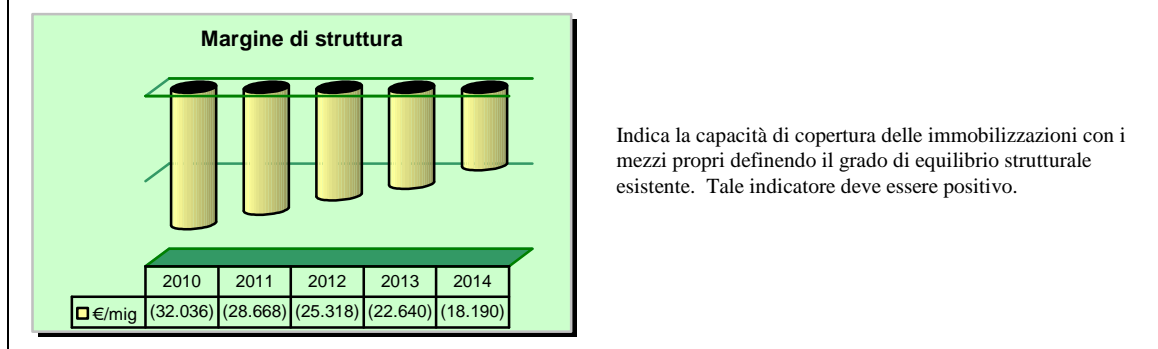 Margine di struttura
2010 2011 2012 2013 2014
€/mig (32.036) (28.668) (25.318) (22.640) (18.190)
Indica la capacità di copertura delle immobilizzazioni con i
mezzi propri definendo il grado di equilibrio strutturale
esistente. Tale indicatore deve essere positivo.